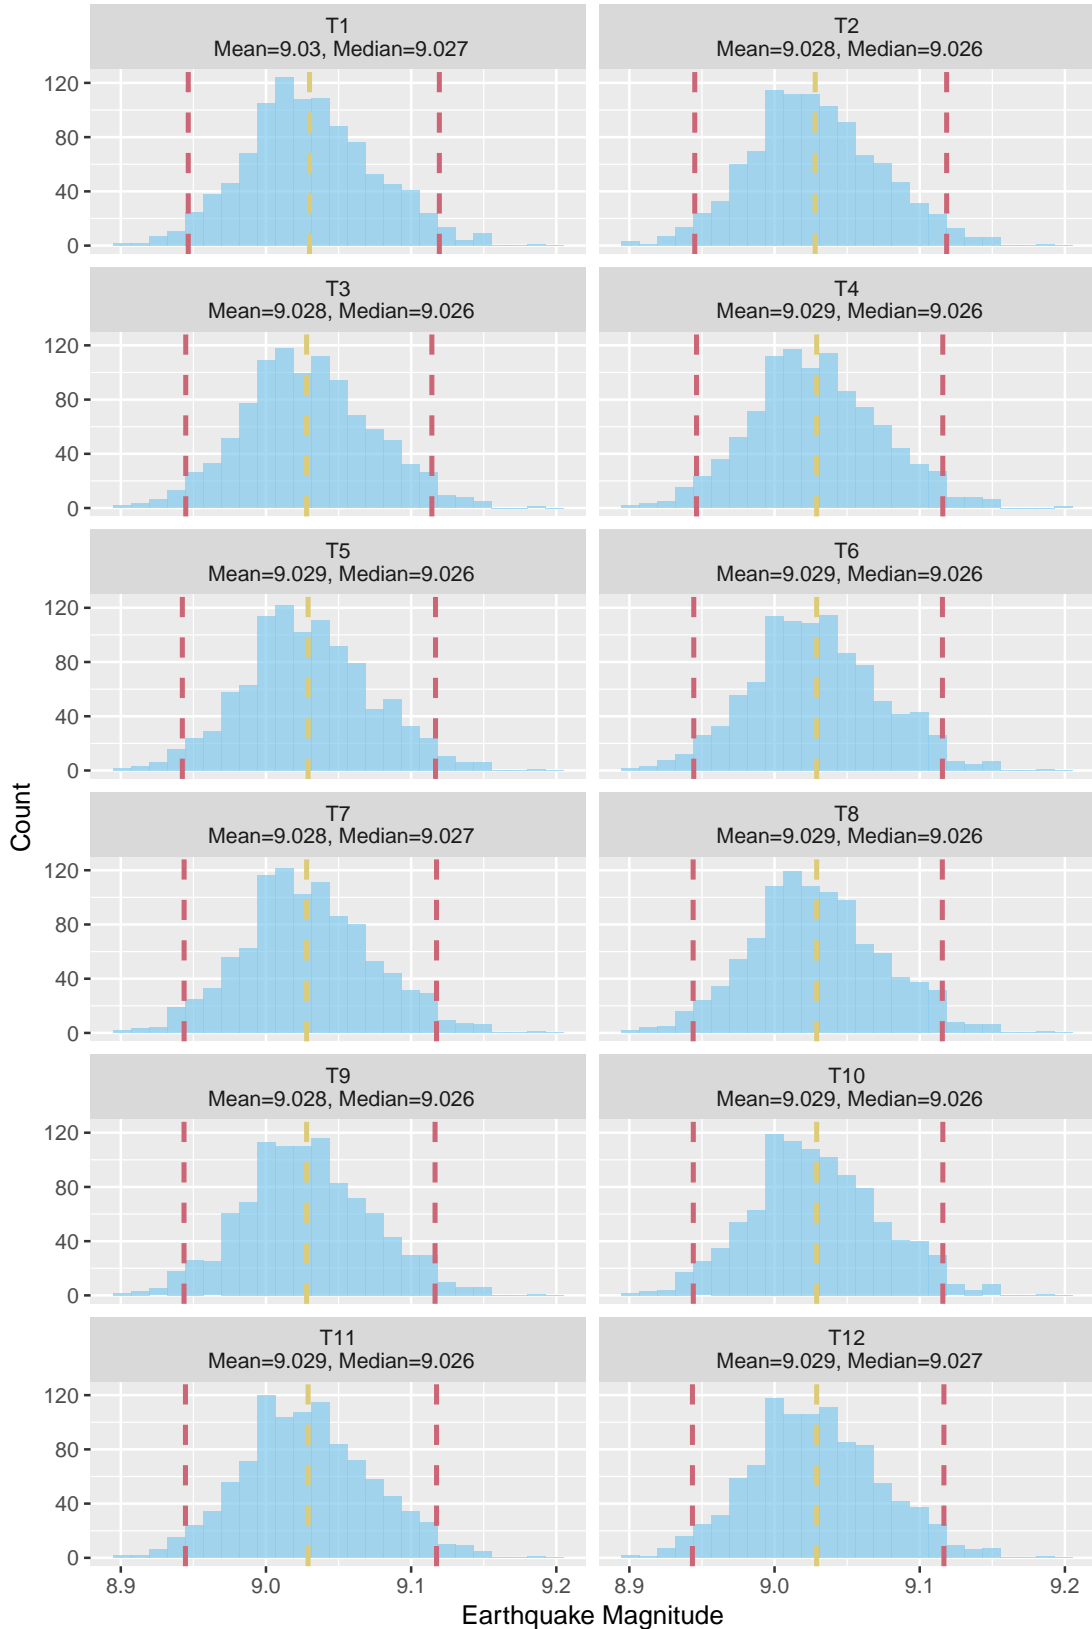 T1
Mean=9.03, Median=9.027
T2
Mean=9.028, Median=9.026
120
80
40
0
T3
Mean=9.028, Median=9.026
T4
Mean=9.029, Median=9.026
120
80
40
0
T5
Mean=9.029, Median=9.026
T6
Mean=9.029, Median=9.026
120
80
40
0
Count
T7
Mean=9.028, Median=9.027
T8
Mean=9.029, Median=9.026
120
80
40
0
T9
Mean=9.028, Median=9.026
T10
Mean=9.029, Median=9.026
120
80
40
0
T11
Mean=9.029, Median=9.026
T12
Mean=9.029, Median=9.027
120
80
40
0
8.9 9.0 9.1 9.2
8.9 9.0 9.1 9.2
Earthquake Magnitude